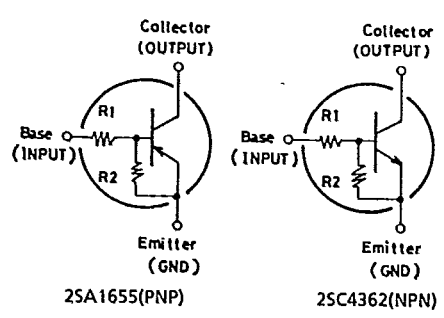 Collector
(OUTPUT)
R1
Base
(INPUT)
R2
Emitter
(GND)
2SA1655(PNP)
Collector
(OUTPUT)
R1
Base
(INPUT)
R2
Emitter
(GND)
2SC4362(NPN)